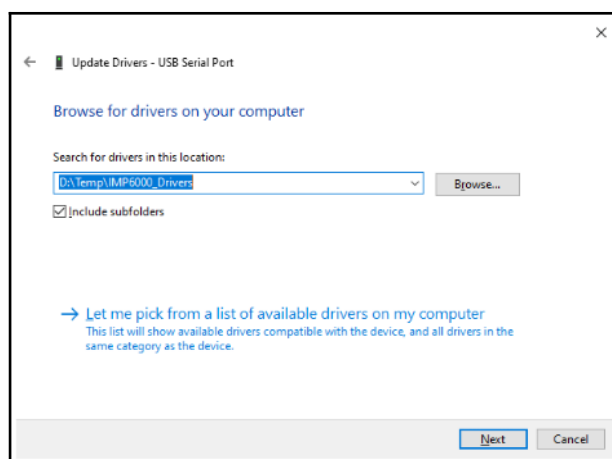 Update Drivers - USB Serial Port
Browse for drivers on your computer
Search for drivers in this location:
D:\Temp\IMP6000_Drivers
Browse...
Include subfolders
Let me pick from a list of available drivers on my computer
This list will show available drivers compatible with the device, and all drivers in the
same category as the device.
Next
Cancel